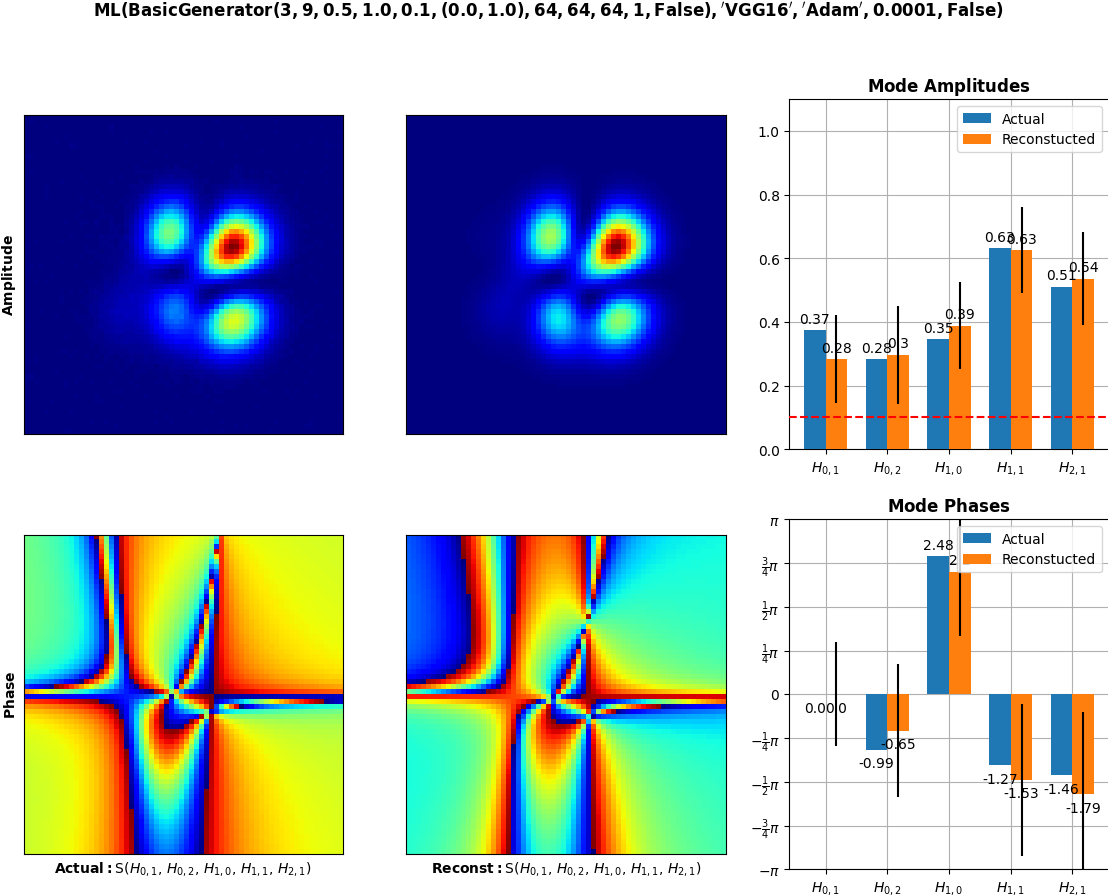 ML(BasicGenerator(3, 9, 0.5, 1.0, 0.1, (0.0, 1.0), 64, 64, 64, 1, False), ′VGG16′, ′Adam′, 0.0001, False)
Amplitude
Mode Amplitudes
Actual
Reconstucted
1.0
0.8
0.6
0.4
0.2
0.0
0.37
0.28
0.28
0.3
0.35
0.39
0.63
0.63
0.51
0.54
H0,1 H0,2 H1,0 H1,1 H2,1
Phase
Mode Phases
Actual
Reconstucted
π
3/4π
1/2π
1/4π
0
−1/4π
−1/2π
−3/4π
−π
0.00
0.0
-0.99
-0.65
2.48
-1.27
-1.53
-1.46
-1.79
H0,1 H0,2 H1,0 H1,1 H2,1
Actual: S(H0,1, H0,2, H1,0, H1,1, H2,1)
Reconst: S(H0,1, H0,2, H1,0, H1,1, H2,1)